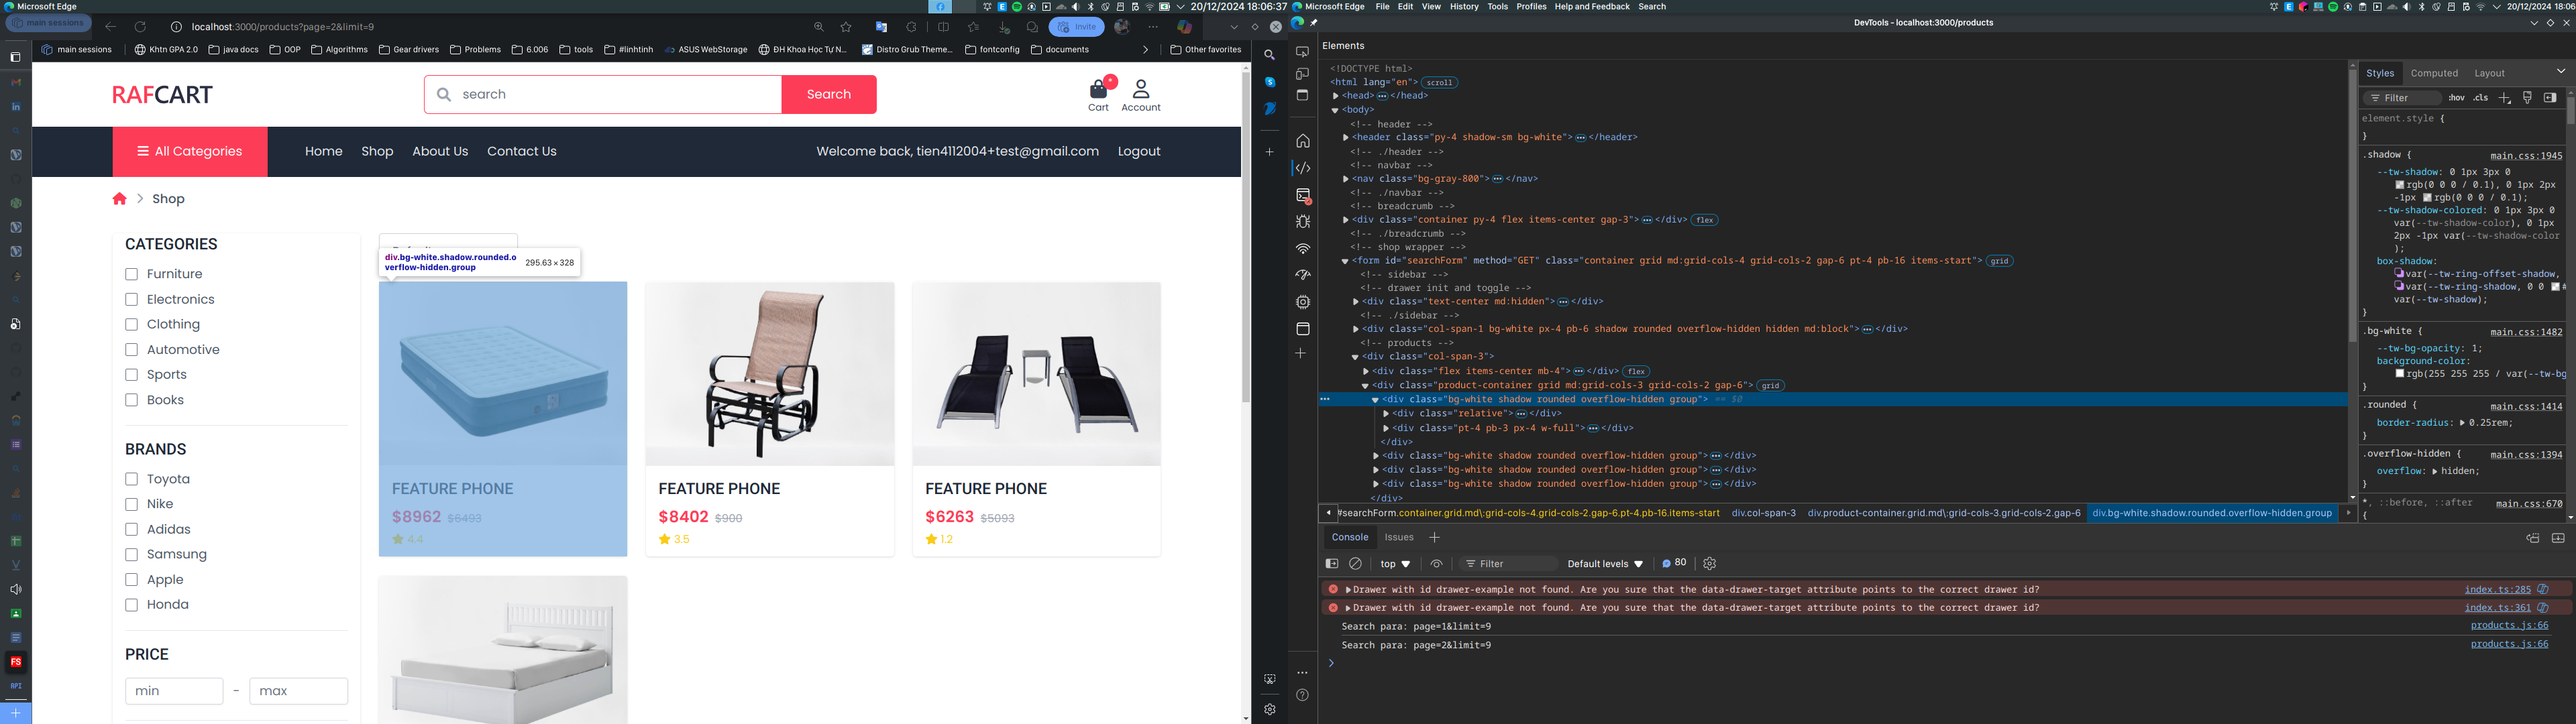 Microsoft Edge
20/12/2024 18:06:37
main sessions
localhost:3000/products?page=2&limit=9
Invite
main sessions
Khtn GPA 2.0
java docs
OOP
Algorithms
Gear drivers
Problems
6.006
tools
#linhtinh
ASUS WebStorage
ĐH Khoa Học Tự N...
Distro Grub Theme...
fontconfig
documents
Other favorites
RAFCART
search
Search
Cart
Account
All Categories
Home
Shop
About Us
Contact Us
Welcome back, tien4112004+test@gmail.com
Logout
Shop
CATEGORIES
Furniture
Electronics
Clothing
Automotive
Sports
Books
BRANDS
Toyota
Nike
Adidas
Samsung
Apple
Honda
PRICE
min
-
max
div.bg-white.shadow.rounded.o
verflow-hidden.group
295.63 × 328
FEATURE PHONE
$8962 $6493
4.4
FEATURE PHONE
$8402 $900
3.5
FEATURE PHONE
$6263 $5093
1.2
FS
API
Microsoft Edge File Edit View History Tools Profiles Help and Feedback Search
20/12/2024 18:06
DevTools - localhost:3000/products
Elements
<!DOCTYPE html>
<html lang="en"> scroll
<head> </head>
<body>
<!-- header -->
<header class="py-4 shadow-sm bg-white"> </header>
<!-- ./header -->
<!-- navbar -->
<nav class="bg-gray-800"> </nav>
<!-- ./navbar -->
<!-- breadcrumb -->
<div class="container py-4 flex items-center gap-3"> </div> flex
<!-- ./breadcrumb -->
<!-- shop wrapper -->
<form id="searchForm" method="GET" class="container grid md:grid-cols-4 grid-cols-2 gap-6 pt-4 pb-16 items-start"> grid
<!-- sidebar -->
<!-- drawer init and toggle -->
<div class="text-center md:hidden"> </div>
<!-- ./sidebar -->
<div class="col-span-1 bg-white px-4 pb-6 shadow rounded overflow-hidden hidden md:block"> </div>
<!-- products -->
<div class="col-span-3">
<div class="flex items-center mb-4"> </div> flex
<div class="product-container grid md:grid-cols-3 grid-cols-2 gap-6"> grid
<div class="bg-white shadow rounded overflow-hidden group"> == $0
<div class="relative"> </div>
<div class="pt-4 pb-3 px-4 w-full"> </div>
</div>
<div class="bg-white shadow rounded overflow-hidden group"> </div>
<div class="bg-white shadow rounded overflow-hidden group"> </div>
<div class="bg-white shadow rounded overflow-hidden group"> </div>
</div>
#searchForm.container.grid.md\:grid-cols-4.grid-cols-2.gap-6.pt-4.pb-16.items-start
div.col-span-3
div.product-container.grid.md\:grid-cols-3.grid-cols-2.gap-6
div.bg-white.shadow.rounded.overflow-hidden.group
Styles Computed Layout
Filter :hov .cls
element.style {
}
.shadow { main.css:1945
--tw-shadow: 0 1px 3px 0
rgb(0 0 0 / 0.1), 0 1px 2px
-1px rgb(0 0 0 / 0.1);
--tw-shadow-colored: 0 1px 3px 0
var(--tw-shadow-color), 0 1px
2px -1px var(--tw-shadow-color
);
box-shadow:
var(--tw-ring-offset-shadow,
var(--tw-ring-shadow, 0 0 #
var(--tw-shadow);
}
.bg-white { main.css:1482
--tw-bg-opacity: 1;
background-color:
rgb(255 255 255 / var(--tw-bg
}
.rounded { main.css:1414
border-radius: 0.25rem;
}
.overflow-hidden { main.css:1394
overflow: hidden;
}
*, ::before, ::after main.css:670
{
Console Issues
top
Filter
Default levels
80
Drawer with id drawer-example not found. Are you sure that the data-drawer-target attribute points to the correct drawer id? index.ts:285
Drawer with id drawer-example not found. Are you sure that the data-drawer-target attribute points to the correct drawer id? index.ts:361
Search para: page=1&limit=9 products.js:66
Search para: page=2&limit=9 products.js:66